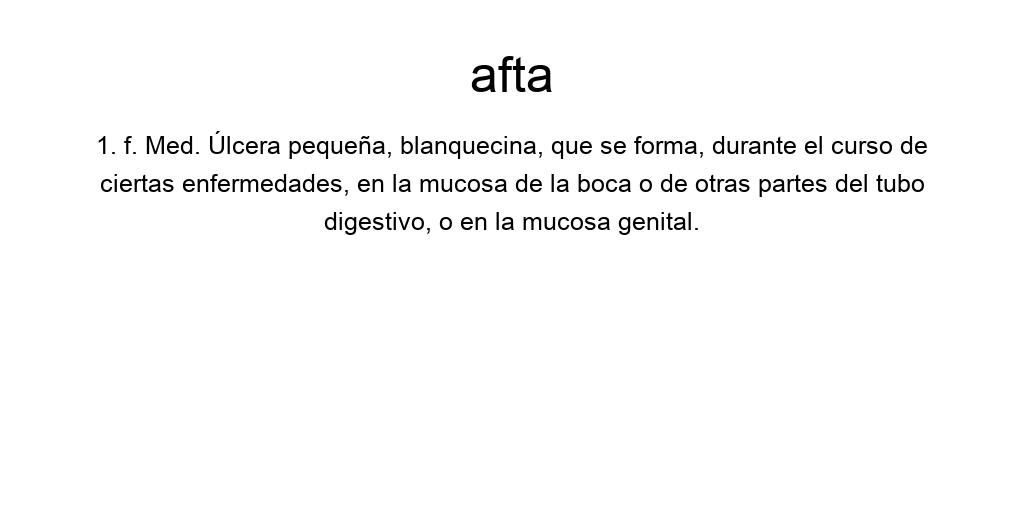 afta
1. f. Med. Úlcera pequeña, blanquecina, que se forma, durante el curso de
ciertas enfermedades, en la mucosa de la boca o de otras partes del tubo
digestivo, o en la mucosa genital.